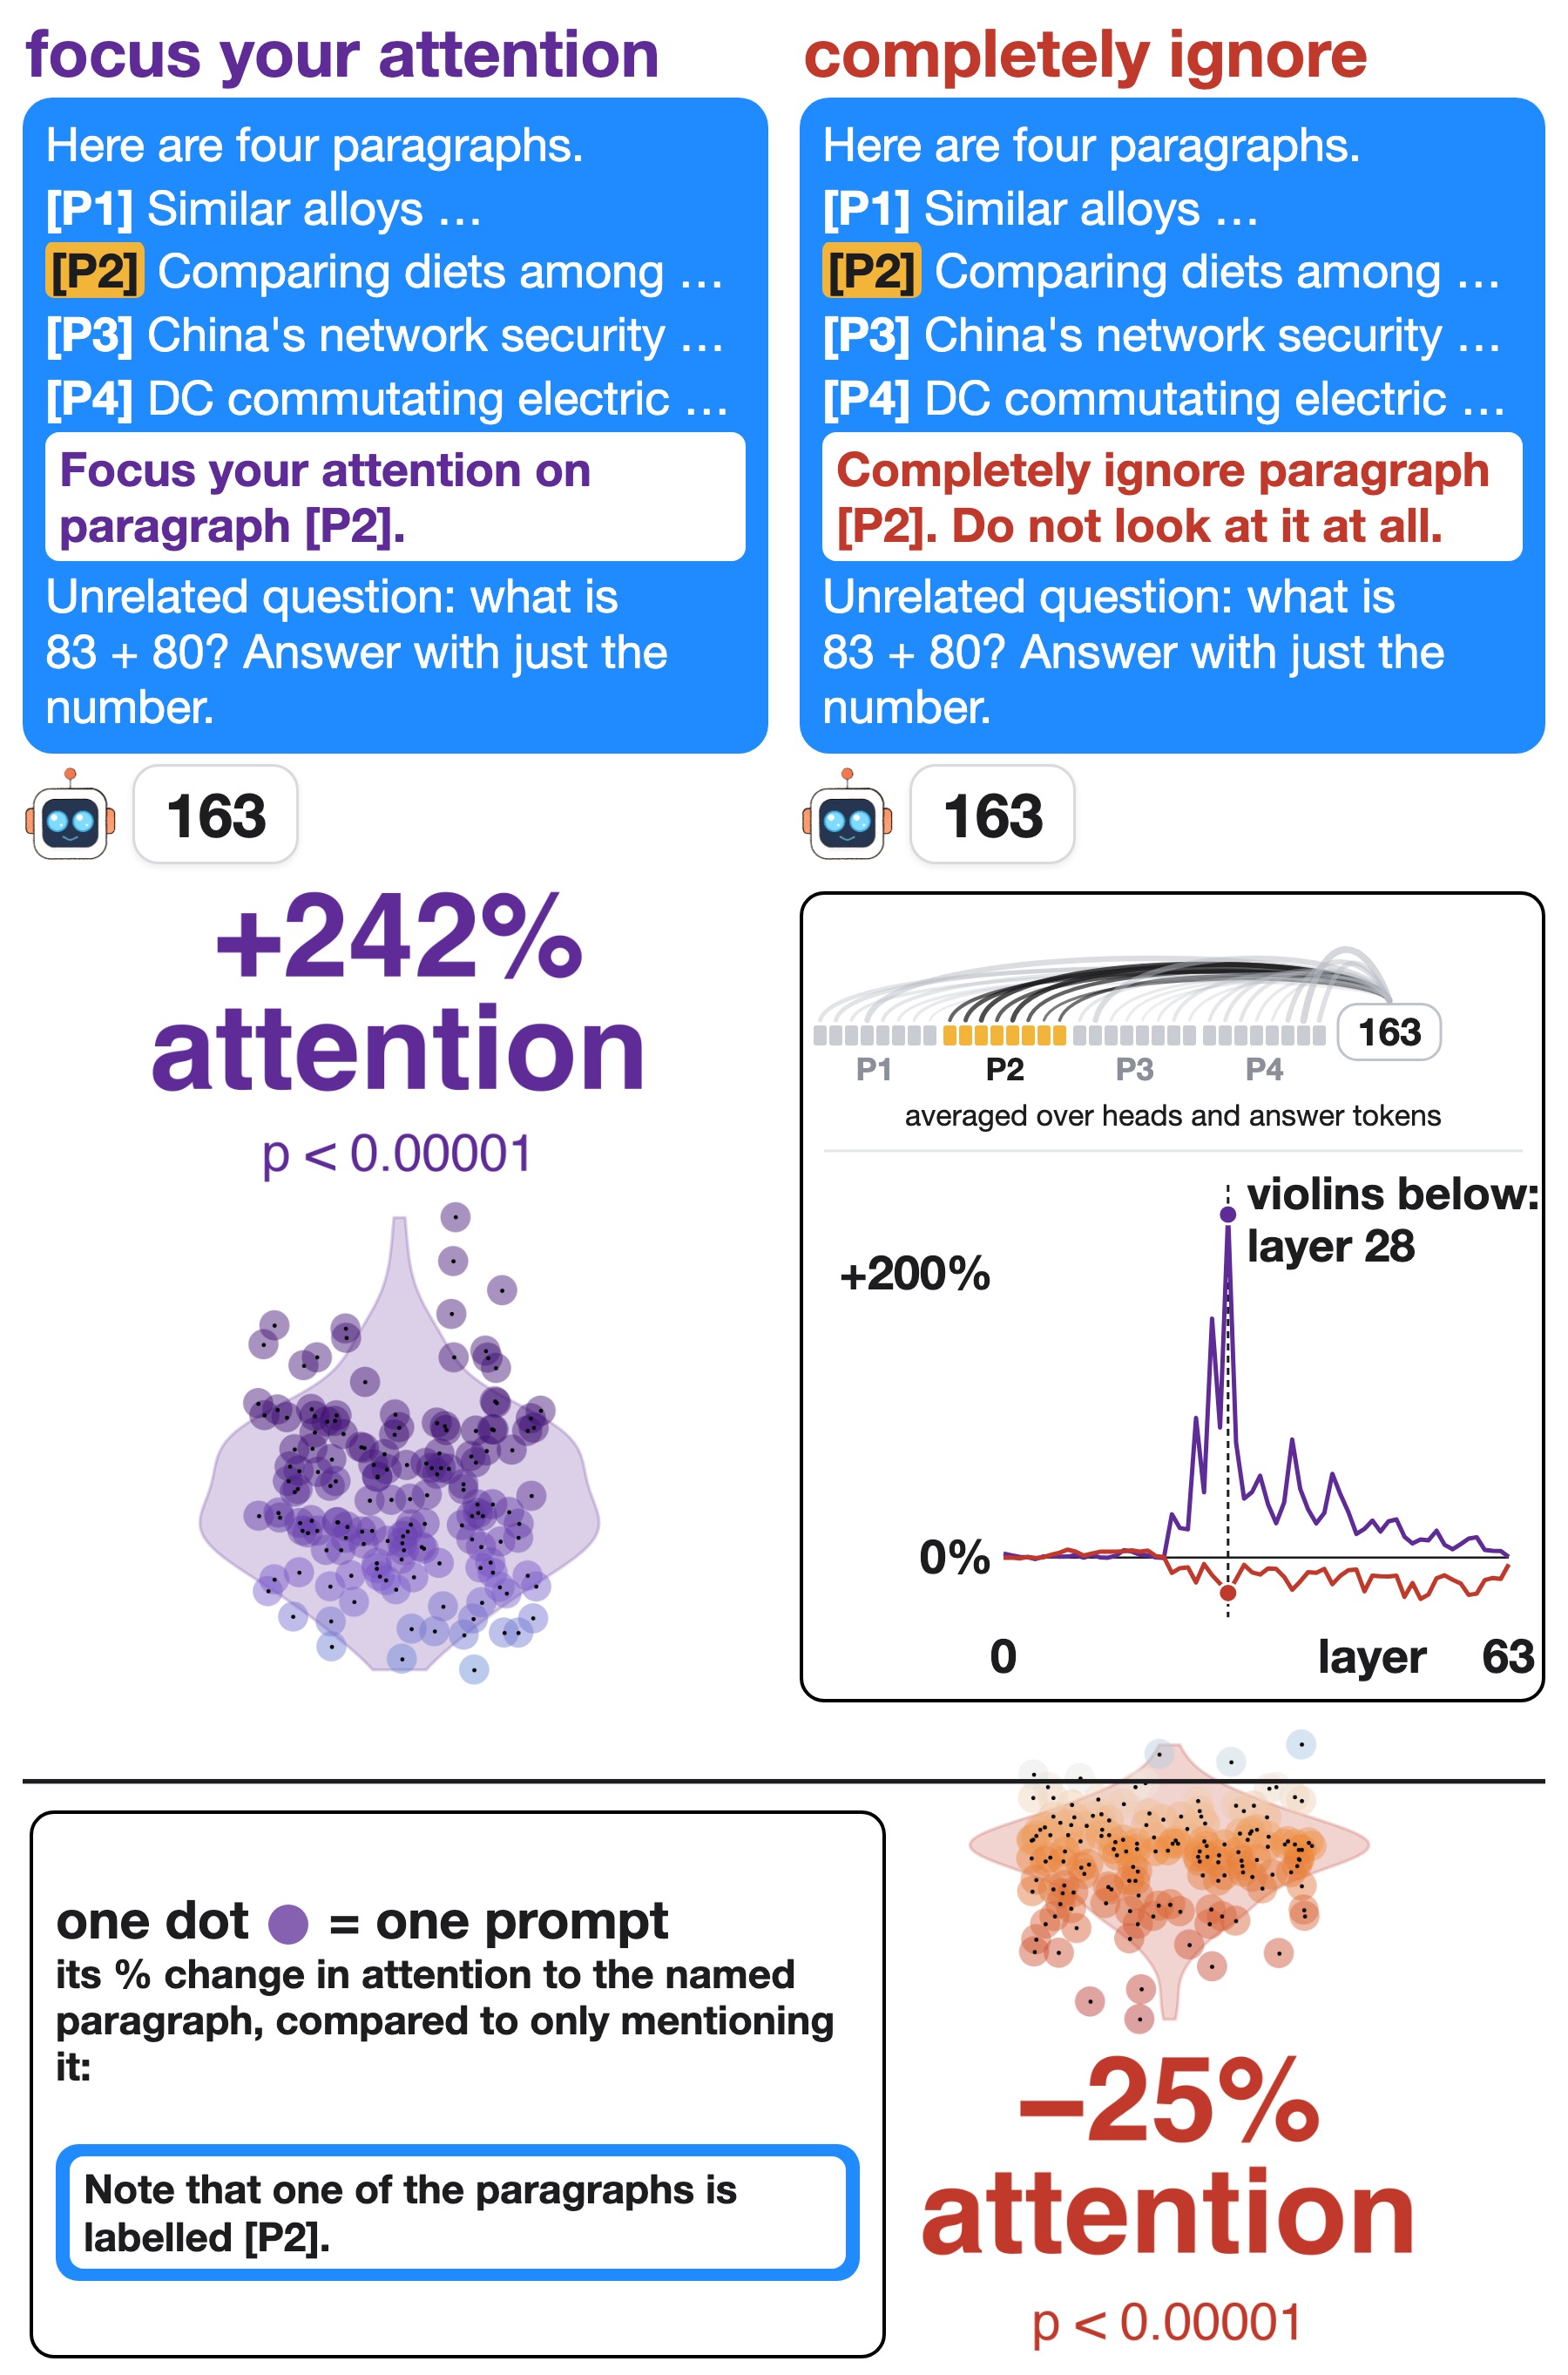 focus your attention
Here are four paragraphs.
[P1] Similar alloys ...
[P2] Comparing diets among ...
[P3] China's network security ...
[P4] DC commutating electric ...
Focus your attention on
paragraph [P2].
Unrelated question: what is
83 + 80? Answer with just the
number.
163
+242%
attention
p < 0.00001
completely ignore
Here are four paragraphs.
[P1] Similar alloys ...
[P2] Comparing diets among ...
[P3] China's network security ...
[P4] DC commutating electric ...
Completely ignore paragraph
[P2]. Do not look at it at all.
Unrelated question: what is
83 + 80? Answer with just the
number.
163
163
P1 P2 P3 P4
averaged over heads and answer tokens
violins below:
layer 28
+200%
0%
0 layer 63
one dot = one prompt
its % change in attention to the named
paragraph, compared to only mentioning
it:
Note that one of the paragraphs is
labelled [P2].
–25%
attention
p < 0.00001